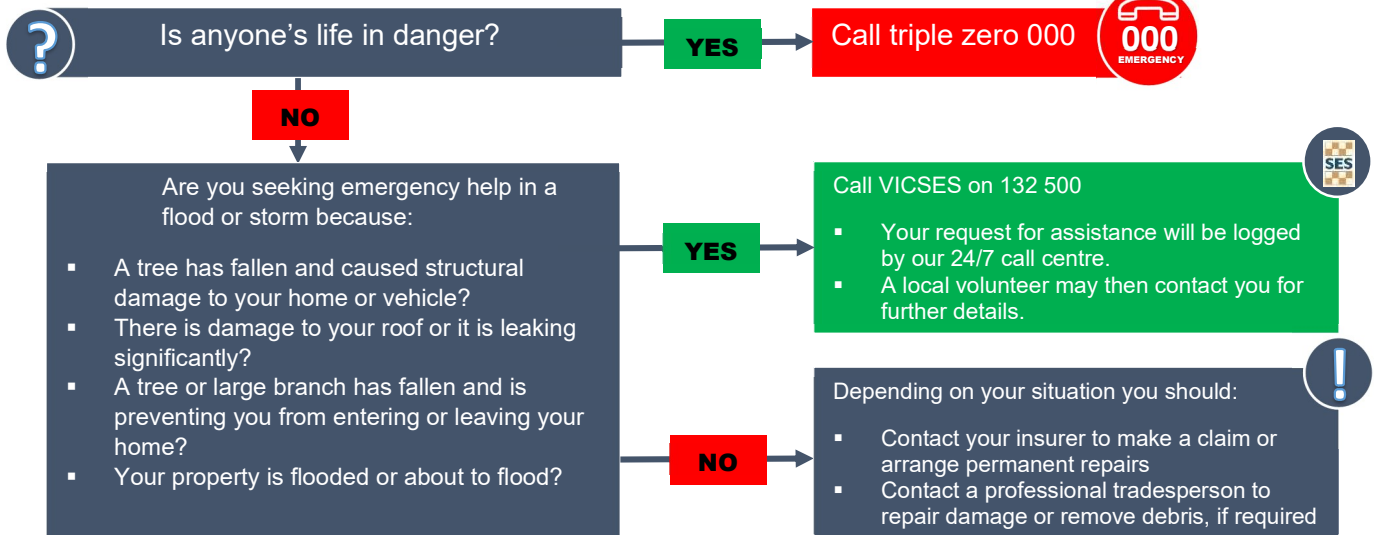 ?
Is anyone's life in danger?
YES
Call triple zero 000
000
EMERGENCY
NO
Are you seeking emergency help in a
flood or storm because:
▪ A tree has fallen and caused structural
damage to your home or vehicle?
▪ There is damage to your roof or it is leaking
significantly?
▪ A tree or large branch has fallen and is
preventing you from entering or leaving your
home?
▪ Your property is flooded or about to flood?
YES
SES
Call VICSES on 132 500
▪ Your request for assistance will be logged
by our 24/7 call centre.
▪ A local volunteer may then contact you for
further details.
NO
!
Depending on your situation you should:
▪ Contact your insurer to make a claim or
arrange permanent repairs
▪ Contact a professional tradesperson to
repair damage or remove debris, if required